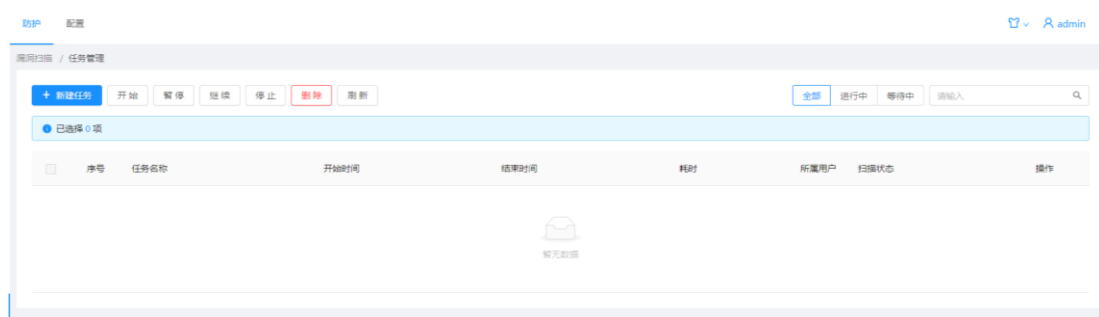 防护 配置 admin
漏洞扫描 / 任务管理
+ 新建任务 开始 暂停 继续 停止 删除 刷新 全部 进行中 等待中 请输入
已选择 0 项
序号 任务名称 开始时间 结束时间 耗时 所属用户 扫描状态 操作
暂无数据